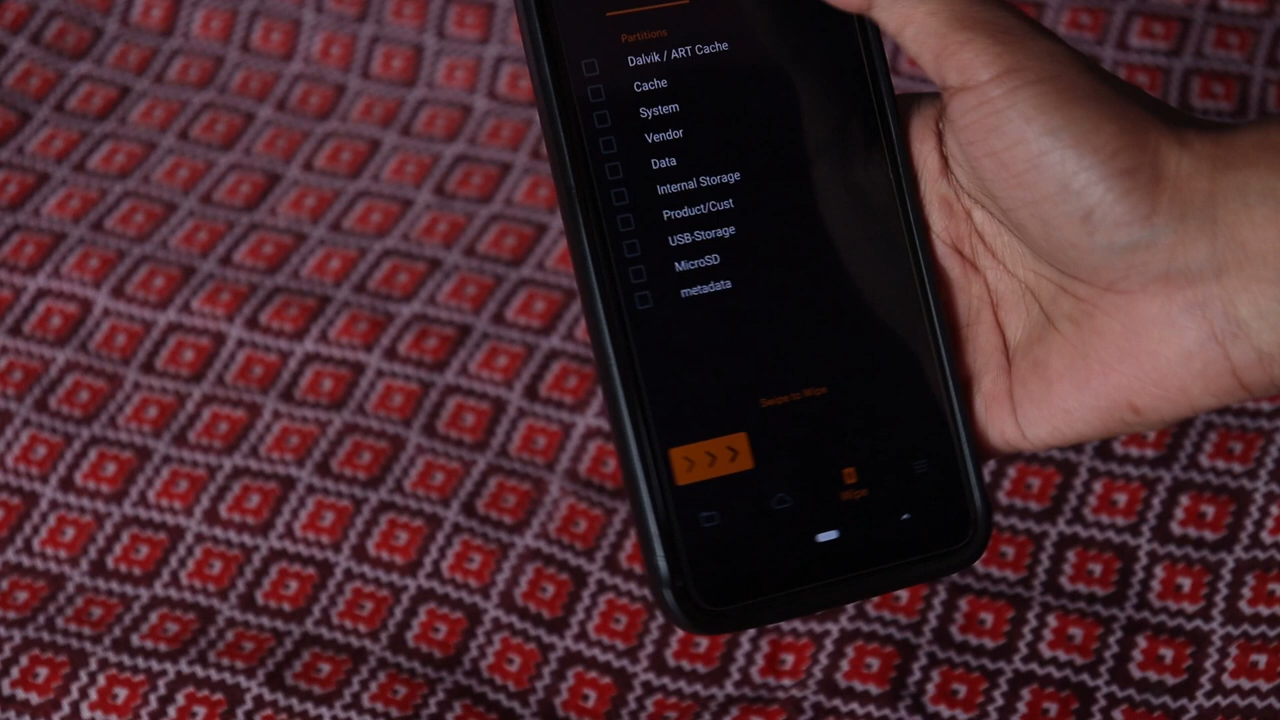 Partitions
Dalvik / ART Cache
Cache
System
Vendor
Data
Internal Storage
Product/Cust
USB-Storage
MicroSD
metadata
Swipe to Wipe
Wipe